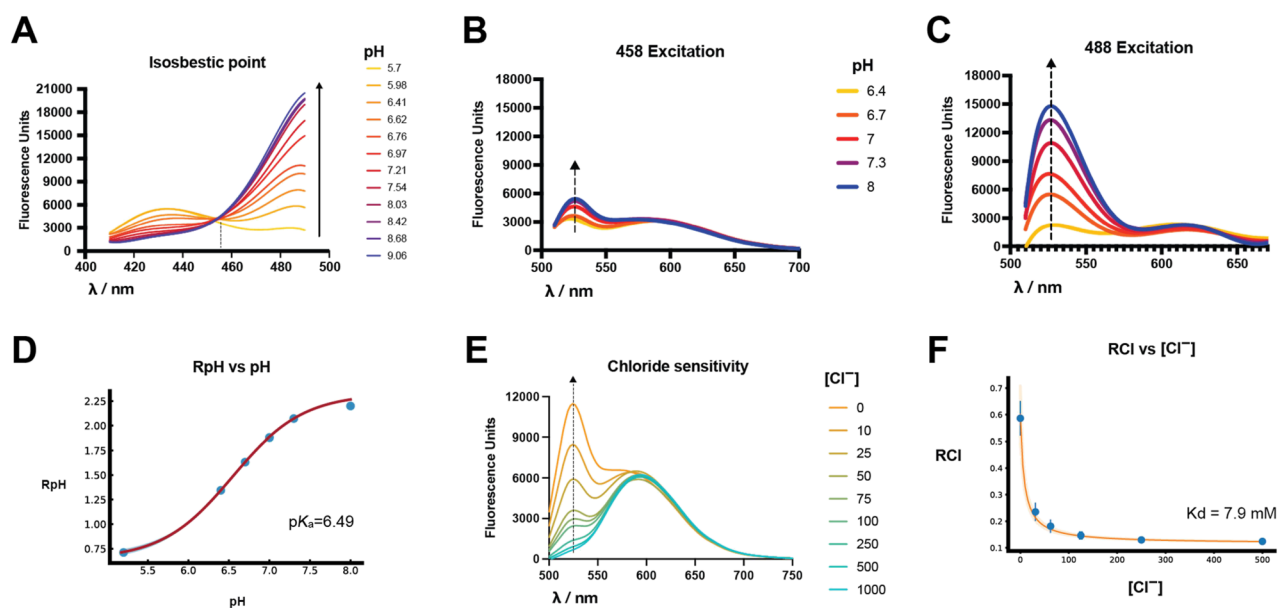 A
Isosbestic point
pH
5.7
5.98
6.41
6.62
6.76
6.97
7.21
7.54
8.03
8.42
8.68
9.06
Fluorescence Units
21000
18000
15000
12000
9000
6000
3000
0
400 420 440 460 480 500
λ / nm
B
458 Excitation
pH
6.4
6.7
7
7.3
8
Fluorescence Units
18000
15000
12000
9000
6000
3000
0
500 550 600 650 700
λ / nm
C
488 Excitation
Fluorescence Units
18000
15000
12000
9000
6000
3000
0
500 550 600 650
λ / nm
D
RpH vs pH
RpH
2.25
2.00
1.75
1.50
1.25
1.00
0.75
pKa=6.49
5.5 6.0 6.5 7.0 7.5 8.0
pH
E
Chloride sensitivity
[Cl⁻]
0
10
25
50
75
100
250
500
1000
Fluorescence Units
12000
9000
6000
3000
0
500 550 600 650 700 750
λ / nm
F
RCl vs [Cl⁻]
RCl
0.7
0.6
0.5
0.4
0.3
0.2
0.1
Kd = 7.9 mM
0 100 200 300 400 500
[Cl⁻]